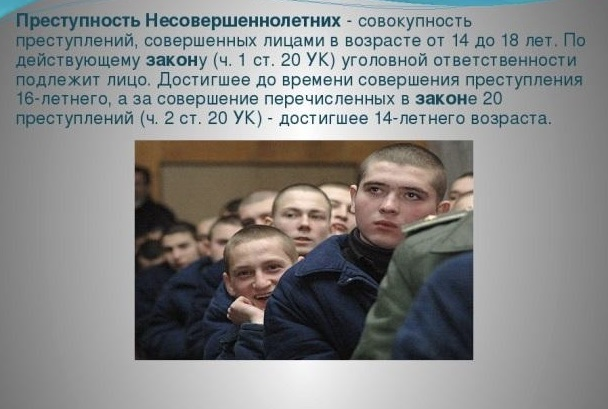 Преступность Несовершеннолетних - совокупность
преступлений, совершенных лицами в возрасте от 14 до 18 лет. По
действующему закону (ч. 1 ст. 20 УК) уголовной ответственности
подлежит лицо. Достигшее до времени совершения преступления
16-летнего, а за совершение перечисленных в законе 20
преступлений (ч. 2 ст. 20 УК) - достигшее 14-летнего возраста.